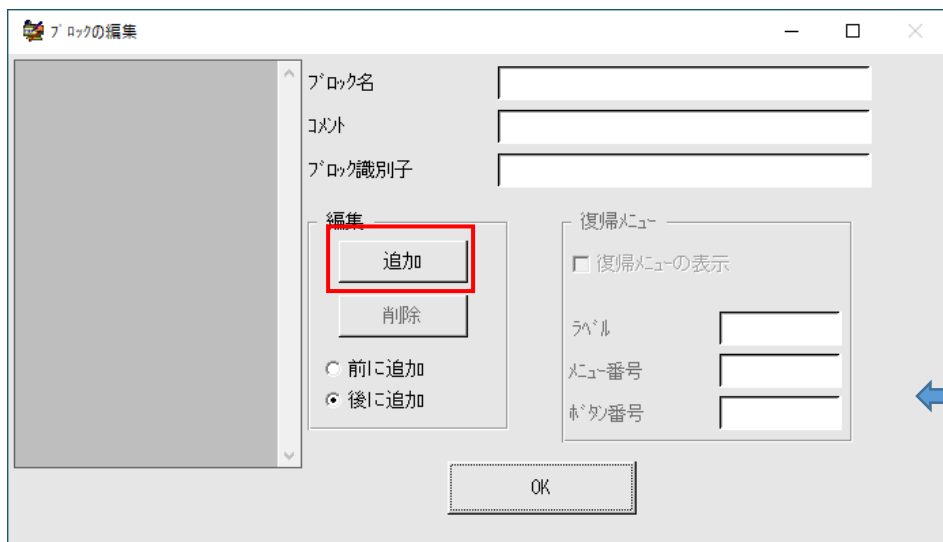 ﾌﾞﾛｯｸの編集
ﾌﾞﾛｯｸ名
ｺﾒﾝﾄ
ﾌﾞﾛｯｸ識別子
編集
追加
削除
前に追加
後に追加
復帰ﾒﾆｭｰ
復帰ﾒﾆｭｰの表示
ﾗﾍﾞﾙ
ﾒﾆｭｰ番号
ﾎﾞﾀﾝ番号
OK